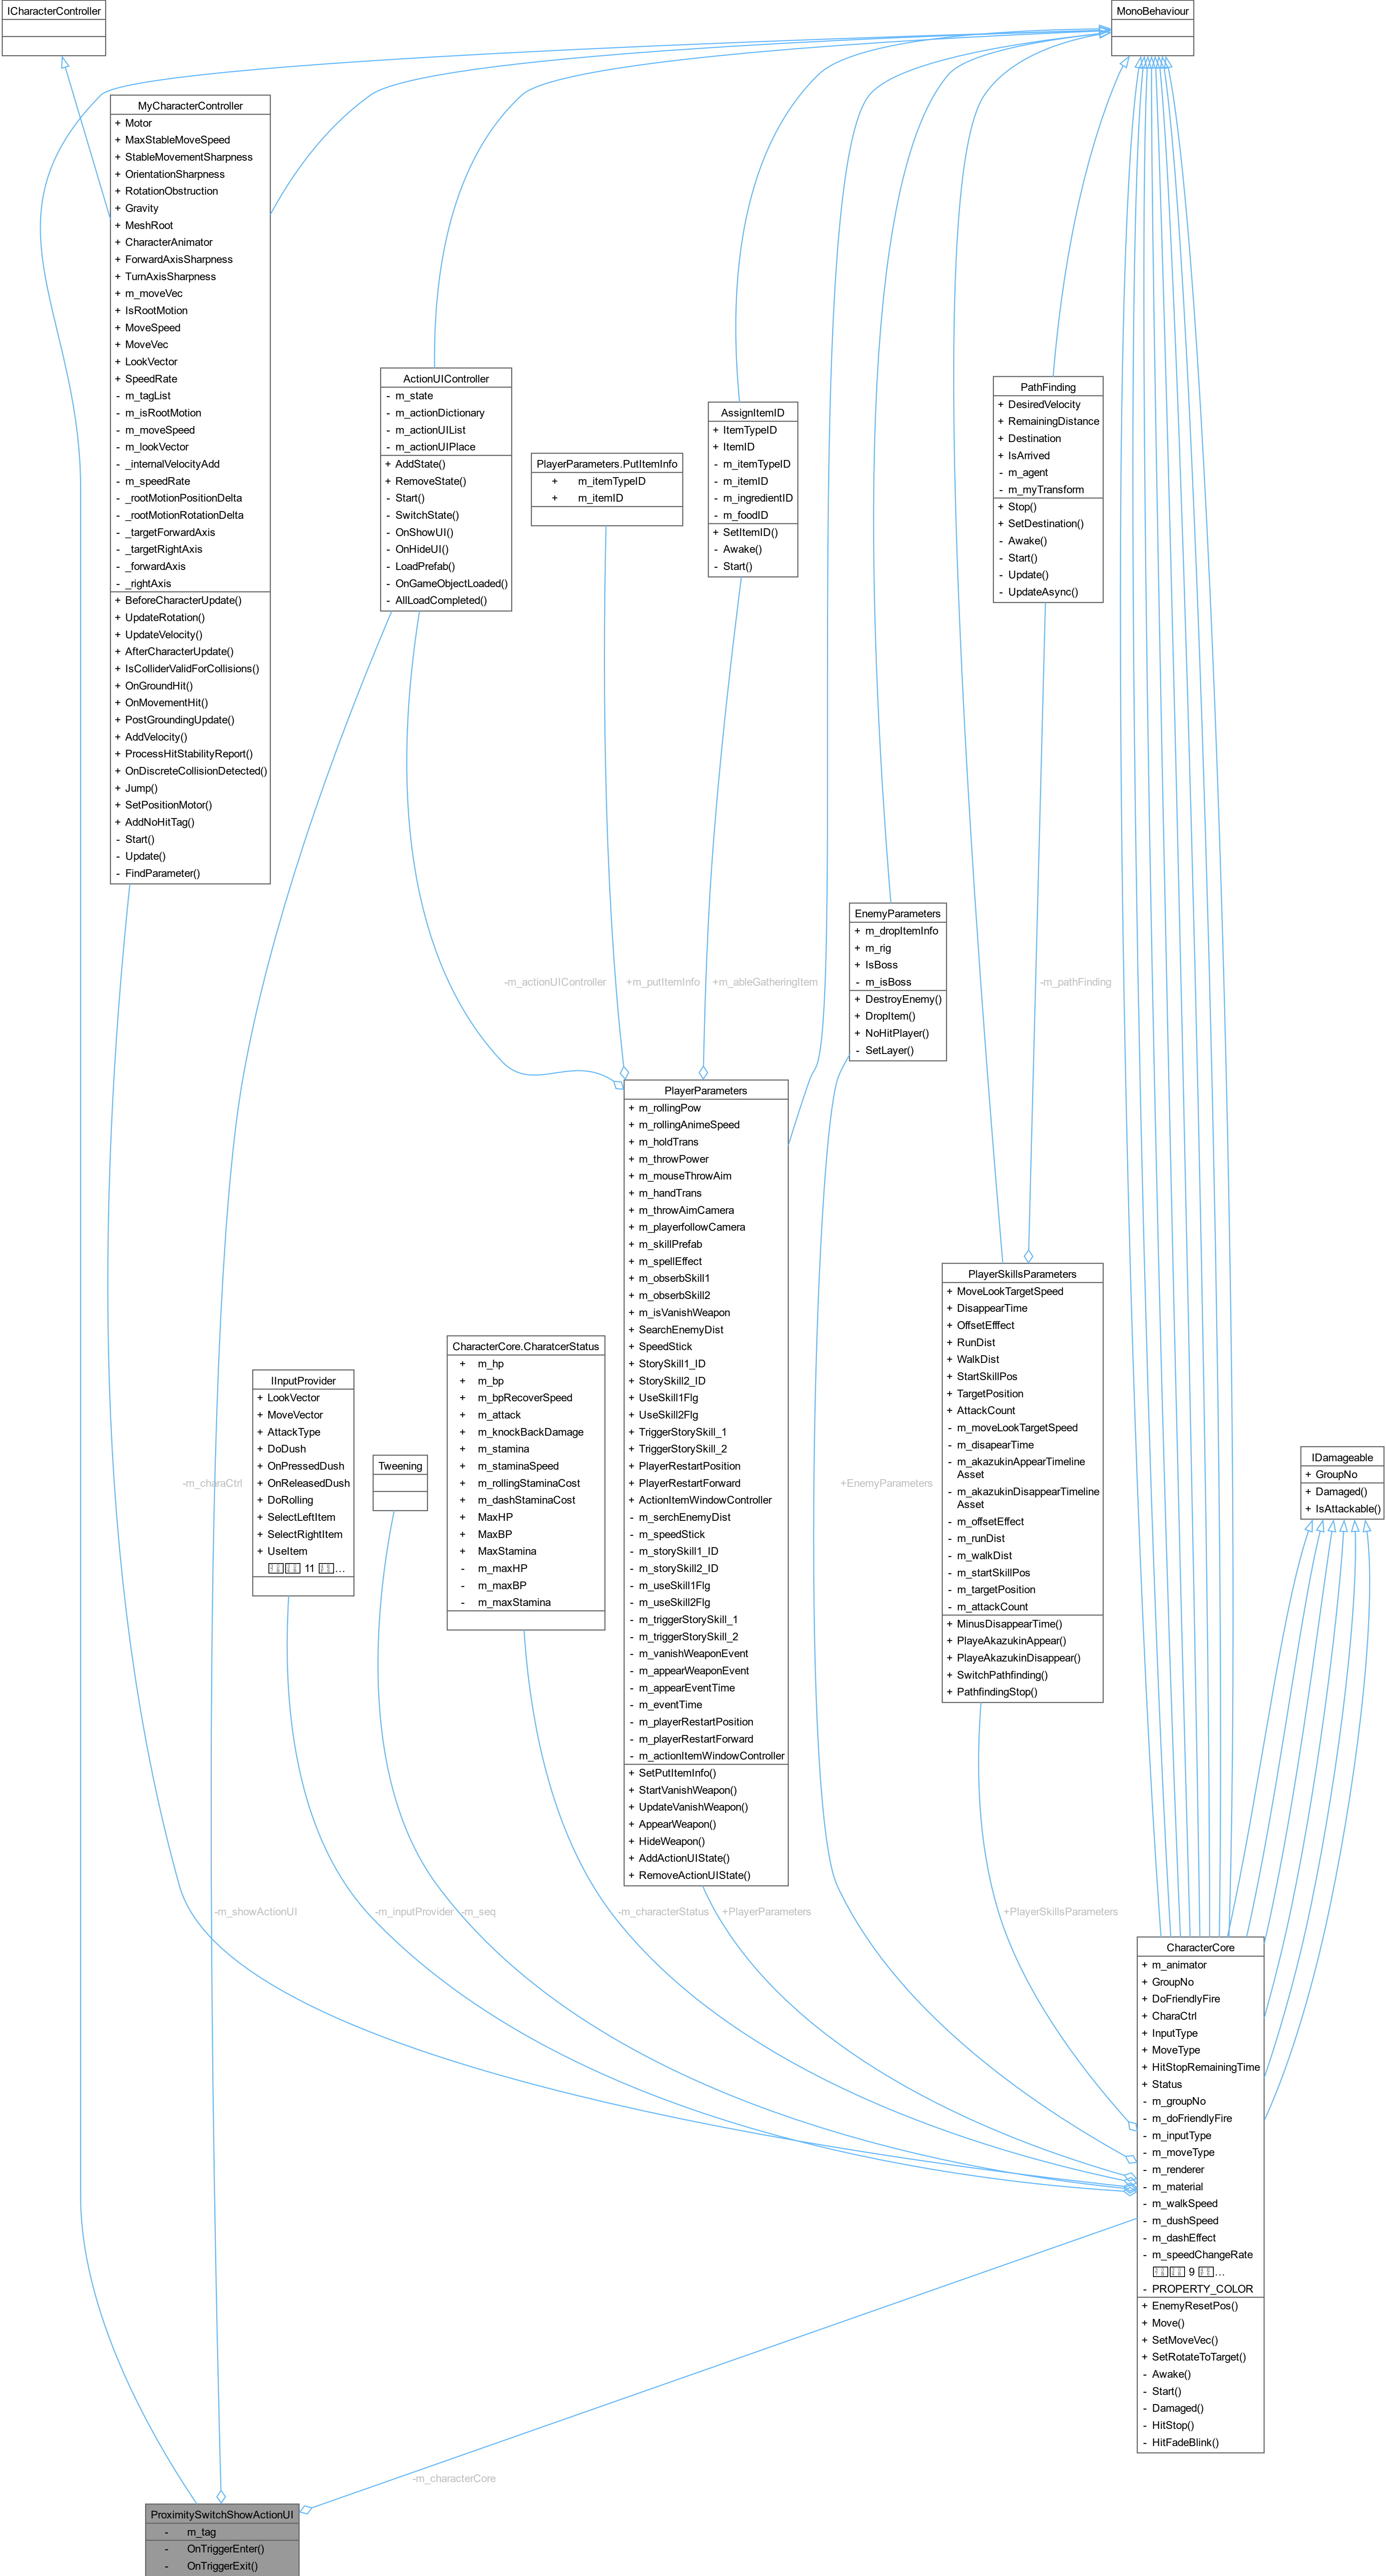 ICharacterController
MonoBehaviour
MyCharacterController
+ Motor
+ MaxStableMoveSpeed
+ StableMovementSharpness
+ OrientationSharpness
+ RotationObstruction
+ Gravity
+ MeshRoot
+ CharacterAnimator
+ ForwardAxisSharpness
+ TurnAxisSharpness
+ m_moveVec
+ IsRootMotion
+ MoveSpeed
+ MoveVec
+ LookVector
+ SpeedRate
- m_tagList
- m_isRootMotion
- m_moveSpeed
- m_lookVector
- _internalVelocityAdd
- m_speedRate
- _rootMotionPositionDelta
- _rootMotionRotationDelta
- _targetForwardAxis
- _targetRightAxis
- _forwardAxis
- _rightAxis
+ BeforeCharacterUpdate()
+ UpdateRotation()
+ UpdateVelocity()
+ AfterCharacterUpdate()
+ IsColliderValidForCollisions()
+ OnGroundHit()
+ OnMovementHit()
+ PostGroundingUpdate()
+ AddVelocity()
+ ProcessHitStabilityReport()
+ OnDiscreteCollisionDetected()
+ Jump()
+ SetPositionMotor()
+ AddNoHitTag()
- Start()
- Update()
- FindParameter()
ActionUIController
- m_state
- m_actionDictionary
- m_actionUIList
- m_actionUIPlace
+ AddState()
+ RemoveState()
- Start()
- SwitchState()
- OnShowUI()
- OnHideUI()
- LoadPrefab()
- OnGameObjectLoaded()
- AllLoadCompleted()
PlayerParameters.PutItemInfo
+ m_itemTypeID
+ m_itemID
AssignItemID
+ ItemTypeID
+ ItemID
- m_itemTypeID
- m_itemID
- m_ingredientID
- m_foodID
+ SetItemID()
- Awake()
- Start()
PathFinding
+ DesiredVelocity
+ RemainingDistance
+ Destination
+ IsArrived
- m_agent
- m_myTransform
+ Stop()
+ SetDestination()
- Awake()
- Start()
- Update()
- UpdateAsync()
EnemyParameters
+ m_dropItemInfo
+ m_rig
+ IsBoss
- m_isBoss
+ DestroyEnemy()
+ DropItem()
+ NoHitPlayer()
- SetLayer()
-m_actionUIController
+m_putItemInfo
+m_ableGatheringItem
-m_pathFinding
PlayerParameters
+ m_rollingPow
+ m_rollingAnimeSpeed
+ m_holdTrans
+ m_throwPower
+ m_mouseThrowAim
+ m_handTrans
+ m_throwAimCamera
+ m_playerfollowCamera
+ m_skillPrefab
+ m_spellEffect
+ m_obserbSkill1
+ m_obserbSkill2
+ m_isVanishWeapon
+ SearchEnemyDist
+ SpeedStick
+ StorySkill1_ID
+ StorySkill2_ID
+ UseSkill1Flg
+ UseSkill2Flg
+ TriggerStorySkill_1
+ TriggerStorySkill_2
+ PlayerRestartPosition
+ PlayerRestartForward
+ ActionItemWindowController
- m_serchEnemyDist
- m_speedStick
- m_storySkill1_ID
- m_storySkill2_ID
- m_useSkill1Flg
- m_useSkill2Flg
- m_triggerStorySkill_1
- m_triggerStorySkill_2
- m_vanishWeaponEvent
- m_appearWeaponEvent
- m_appearEventTime
- m_eventTime
- m_playerRestartPosition
- m_playerRestartForward
- m_actionItemWindowController
+ SetPutItemInfo()
+ StartVanishWeapon()
+ UpdateVanishWeapon()
+ AppearWeapon()
+ HideWeapon()
+ AddActionUIState()
+ RemoveActionUIState()
PlayerSkillsParameters
+ MoveLookTargetSpeed
+ DisappearTime
+ OffsetEfffect
+ RunDist
+ WalkDist
+ StartSkillPos
+ TargetPosition
+ AttackCount
- m_moveLookTargetSpeed
- m_disapearTime
- m_akazukinAppearTimeline
Asset
- m_akazukinDisappearTimeline
Asset
- m_offsetEffect
- m_runDist
- m_walkDist
- m_startSkillPos
- m_targetPosition
- m_attackCount
+ MinusDisappearTime()
+ PlayeAkazukinAppear()
+ PlayeAkazukinDisappear()
+ SwitchPathfinding()
+ PathfindingStop()
CharacterCore.CharatcerStatus
+ m_hp
+ m_bp
+ m_bpRecoverSpeed
+ m_attack
+ m_knockBackDamage
+ m_stamina
+ m_staminaSpeed
+ m_rollingStaminaCost
+ m_dashStaminaCost
+ MaxHP
+ MaxBP
+ MaxStamina
- m_maxHP
- m_maxBP
- m_maxStamina
IInputProvider
+ LookVector
+ MoveVector
+ AttackType
+ DoDush
+ OnPressedDush
+ OnReleasedDush
+ DoRolling
+ SelectLeftItem
+ SelectRightItem
+ UseItem
11 ...
Tweening
IDamageable
+ GroupNo
+ Damaged()
+ IsAttackable()
-m_charaCtrl
+EnemyParameters
-m_showActionUI
-m_inputProvider
-m_seq
-m_characterStatus
+PlayerParameters
+PlayerSkillsParameters
CharacterCore
+ m_animator
+ GroupNo
+ DoFriendlyFire
+ CharaCtrl
+ InputType
+ MoveType
+ HitStopRemainingTime
+ Status
- m_groupNo
- m_doFriendlyFire
- m_inputType
- m_moveType
- m_renderer
- m_material
- m_walkSpeed
- m_dushSpeed
- m_dashEffect
- m_speedChangeRate
9 ...
- PROPERTY_COLOR
+ EnemyResetPos()
+ Move()
+ SetMoveVec()
+ SetRotateToTarget()
- Awake()
- Start()
- Damaged()
- HitStop()
- HitFadeBlink()
-m_characterCore
ProximitySwitchShowActionUI
- m_tag
- OnTriggerEnter()
- OnTriggerExit()